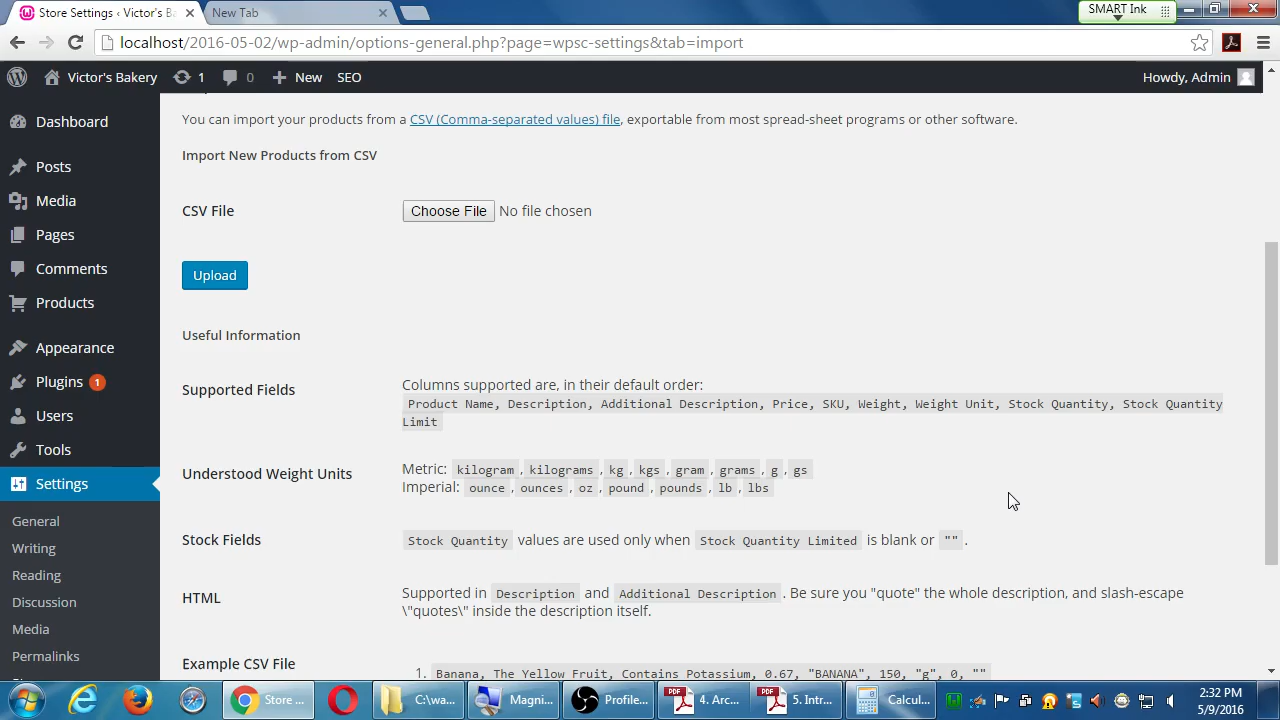 Store Settings ‹ Victor's Ba
New Tab
SMART Ink
localhost/2016-05-02/wp-admin/options-general.php?page=wpsc-settings&tab=import
Victor's Bakery 1 0 New SEO Howdy, Admin
Dashboard
Posts
Media
Pages
Comments
Products
Appearance
Plugins 1
Users
Tools
Settings
General
Writing
Reading
Discussion
Media
Permalinks
You can import your products from a CSV (Comma-separated values) file, exportable from most spread-sheet programs or other software.
Import New Products from CSV
CSV File Choose File No file chosen
Upload
Useful Information
Supported Fields
Columns supported are, in their default order:
Product Name, Description, Additional Description, Price, SKU, Weight, Weight Unit, Stock Quantity, Stock Quantity
Limit
Understood Weight Units
Metric: kilogram , kilograms , kg , kgs , gram , grams , g , gs
Imperial: ounce , ounces , oz , pound , pounds , lb , lbs
Stock Fields
Stock Quantity values are used only when Stock Quantity Limited is blank or "" .
HTML
Supported in Description and Additional Description . Be sure you "quote" the whole description, and slash-escape
\"quotes\" inside the description itself.
Example CSV File
1. Banana, The Yellow Fruit, Contains Potassium, 0.67, "BANANA", 150, "g", 0, ""
Store ...
C:\wa...
Magni...
Profile...
4. Arc...
5. Intr...
Calcul...
2:32 PM
5/9/2016